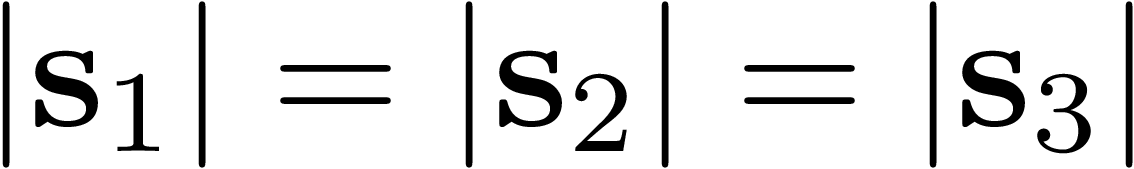 |s₁| = |s₂| = |s₃|